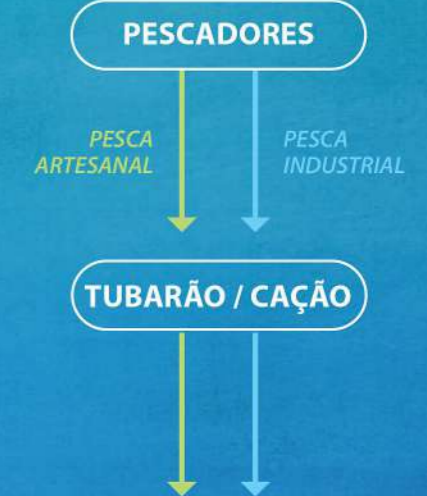 PESCADORES
PESCA
ARTESANAL
PESCA
INDUSTRIAL
TUBARÃO / CAÇÃO